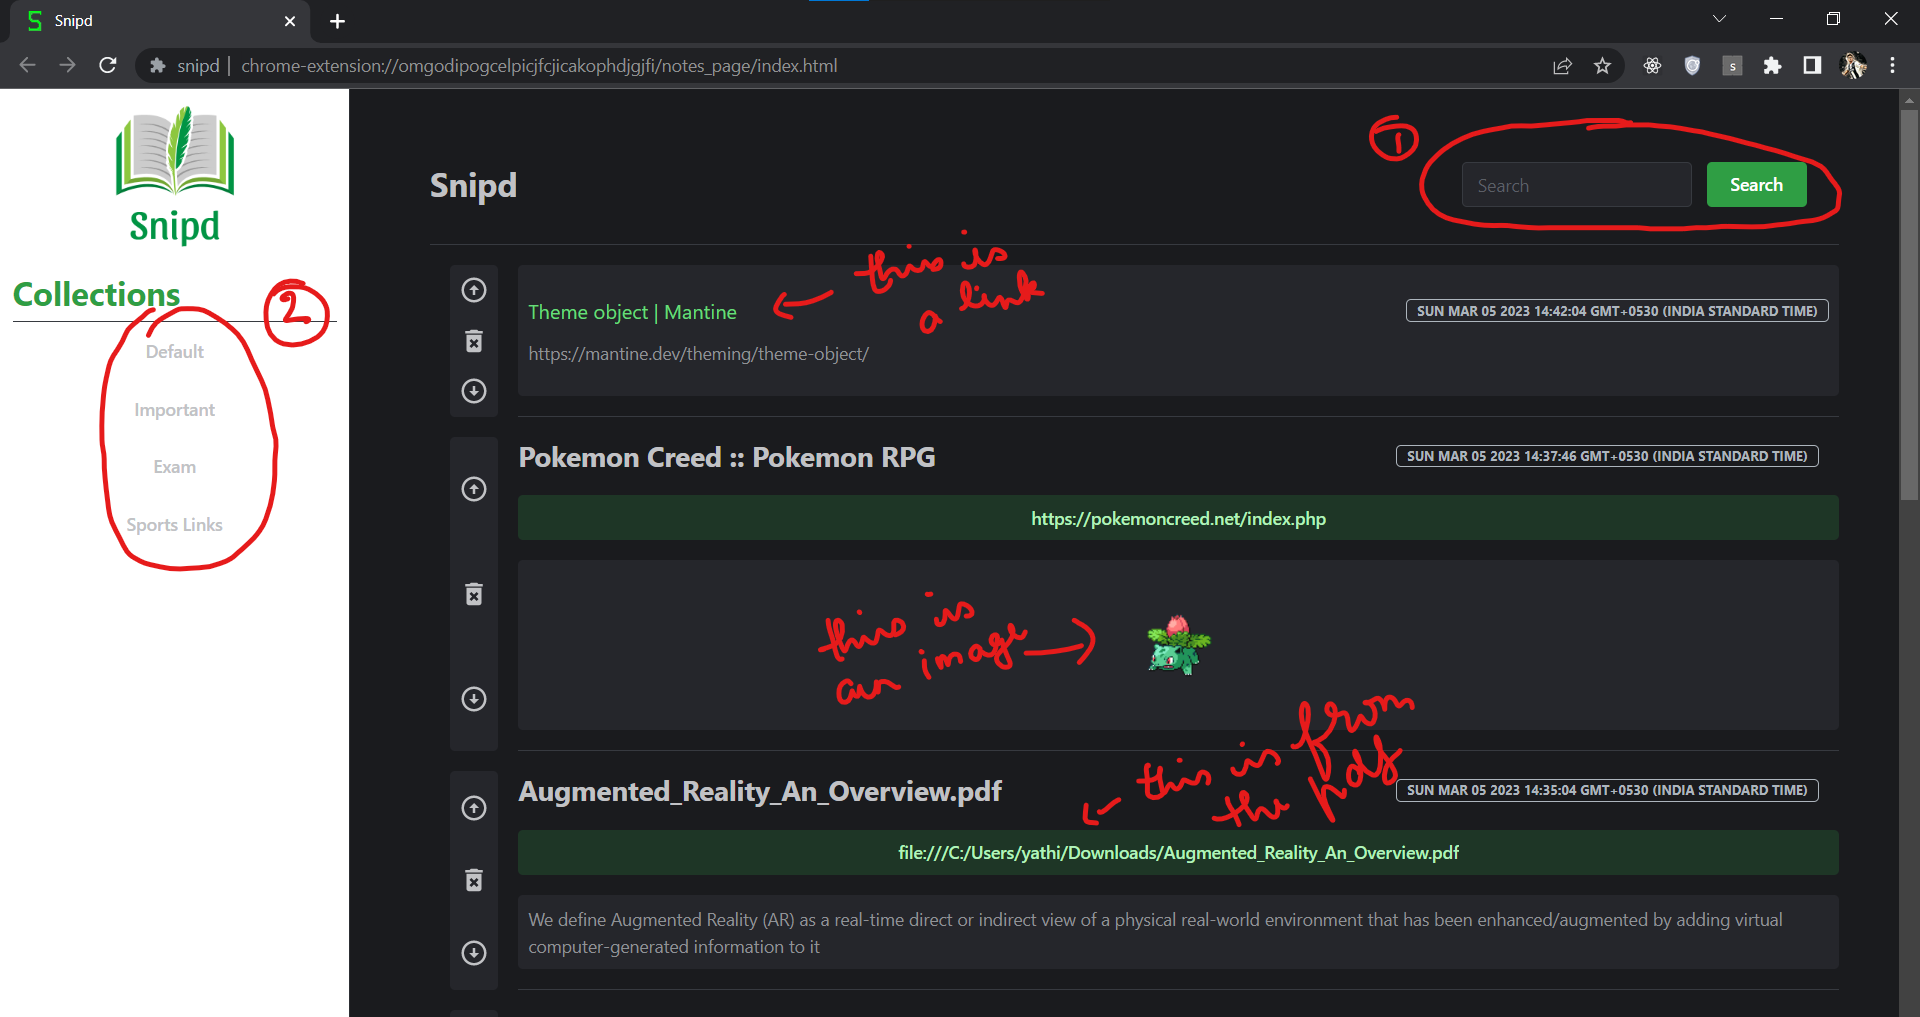 Snipd
snipd | chrome-extension://omgodipogcelpicjfcjicakophdjgjfi/notes_page/index.html
s
Snipd
Collections
2
Default
Important
Exam
Sports Links
1
Snipd
Search
Search
this is
a link
Theme object | Mantine
SUN MAR 05 2023 14:42:04 GMT+0530 (INDIA STANDARD TIME)
https://mantine.dev/theming/theme-object/
Pokemon Creed :: Pokemon RPG
SUN MAR 05 2023 14:37:46 GMT+0530 (INDIA STANDARD TIME)
https://pokemoncreed.net/index.php
this is
an image
this is from
the pdf
Augmented_Reality_An_Overview.pdf
SUN MAR 05 2023 14:35:04 GMT+0530 (INDIA STANDARD TIME)
file:///C:/Users/yathi/Downloads/Augmented_Reality_An_Overview.pdf
We define Augmented Reality (AR) as a real-time direct or indirect view of a physical real-world environment that has been enhanced/augmented by adding virtual
computer-generated information to it